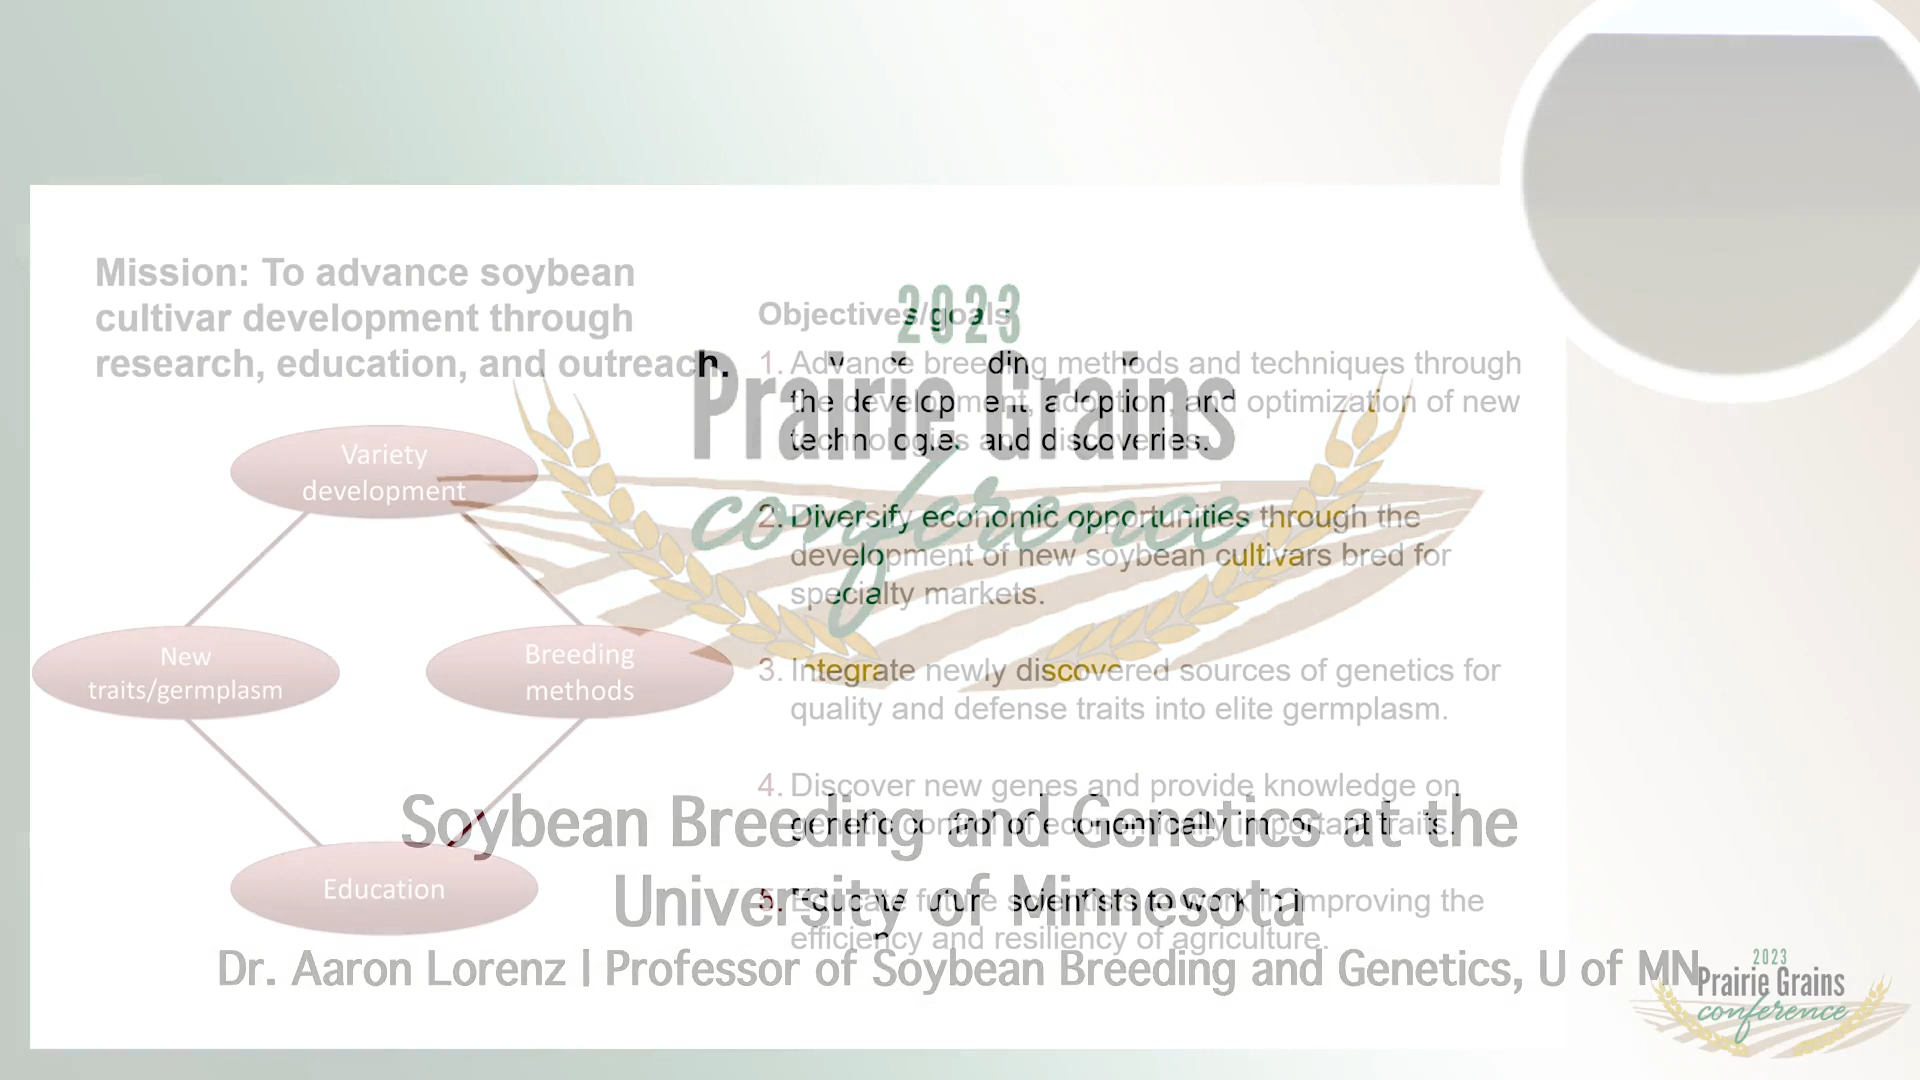 Mission: To advance soybean
cultivar development through
research, education, and outreach.
Variety
development
New
traits/germplasm
Breeding
methods
Education
Objectives/goals
1. Advance breeding methods and techniques through
the development, adoption, and optimization of new
technologies and discoveries.
2. Diversify economic opportunities through the
development of new soybean cultivars bred for
specialty markets.
3. Integrate newly discovered sources of genetics for
quality and defense traits into elite germplasm.
4. Discover new genes and provide knowledge on
genetic control of economically important traits.
5. Educate future scientists to work in improving the
efficiency and resiliency of agriculture.
2023
Prairie Grains
conference
Soybean Breeding and Genetics at the
University of Minnesota
Dr. Aaron Lorenz | Professor of Soybean Breeding and Genetics, U of MN
2023
Prairie Grains
conference